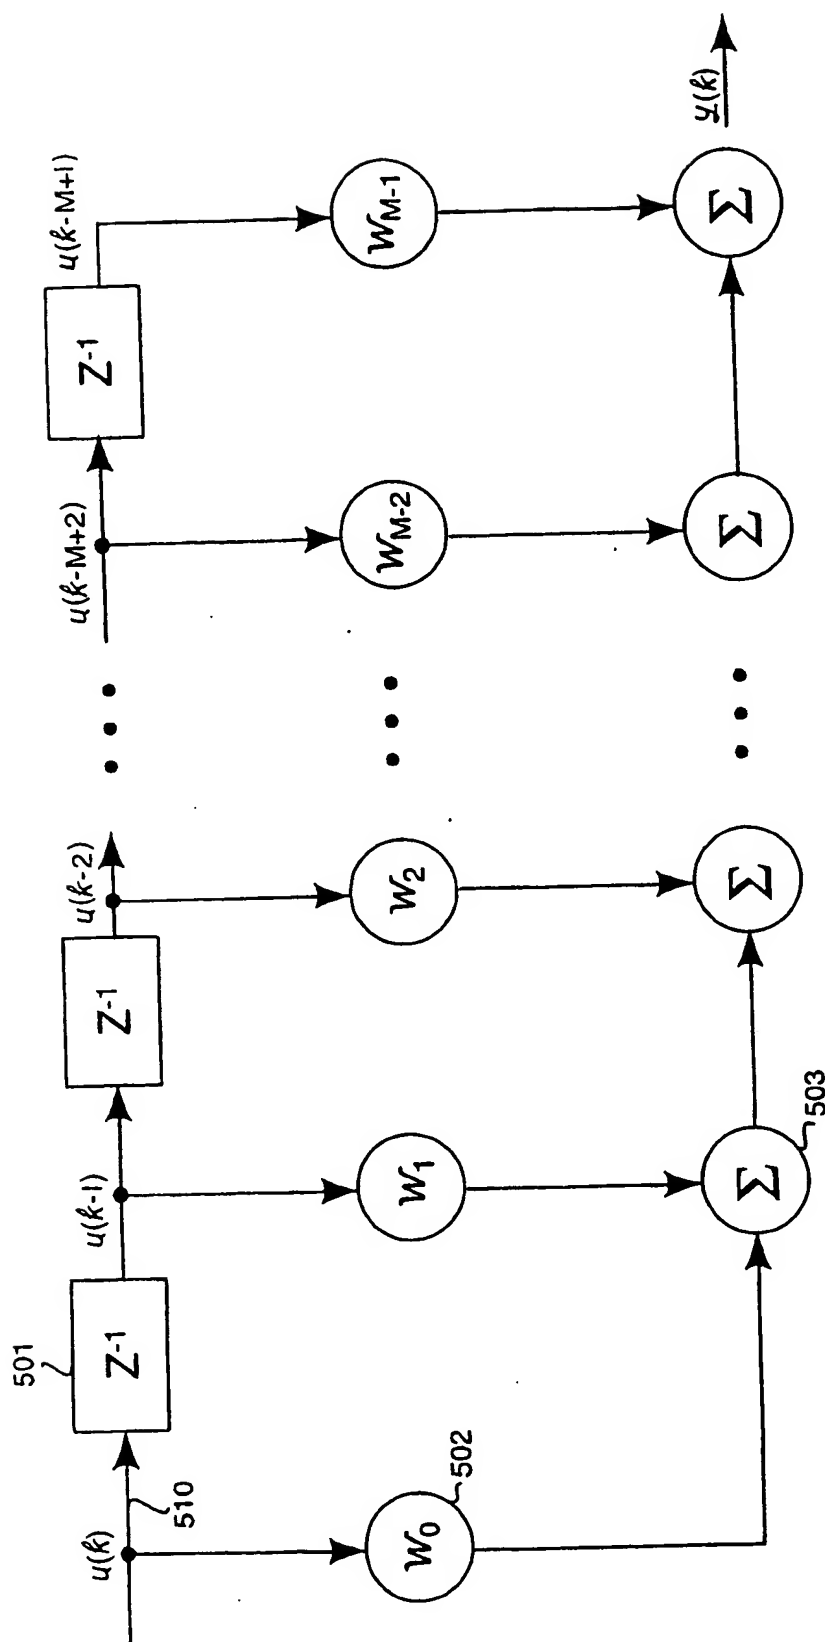 u(k)
u(k-1)
u(k-2)
u(k-M+2)
u(k-M+1)
510
501
Z-1
Z-1
Z-1
W0
502
W1
W2
WM-2
WM-1
Σ
503
Σ
Σ
Σ
y(k)